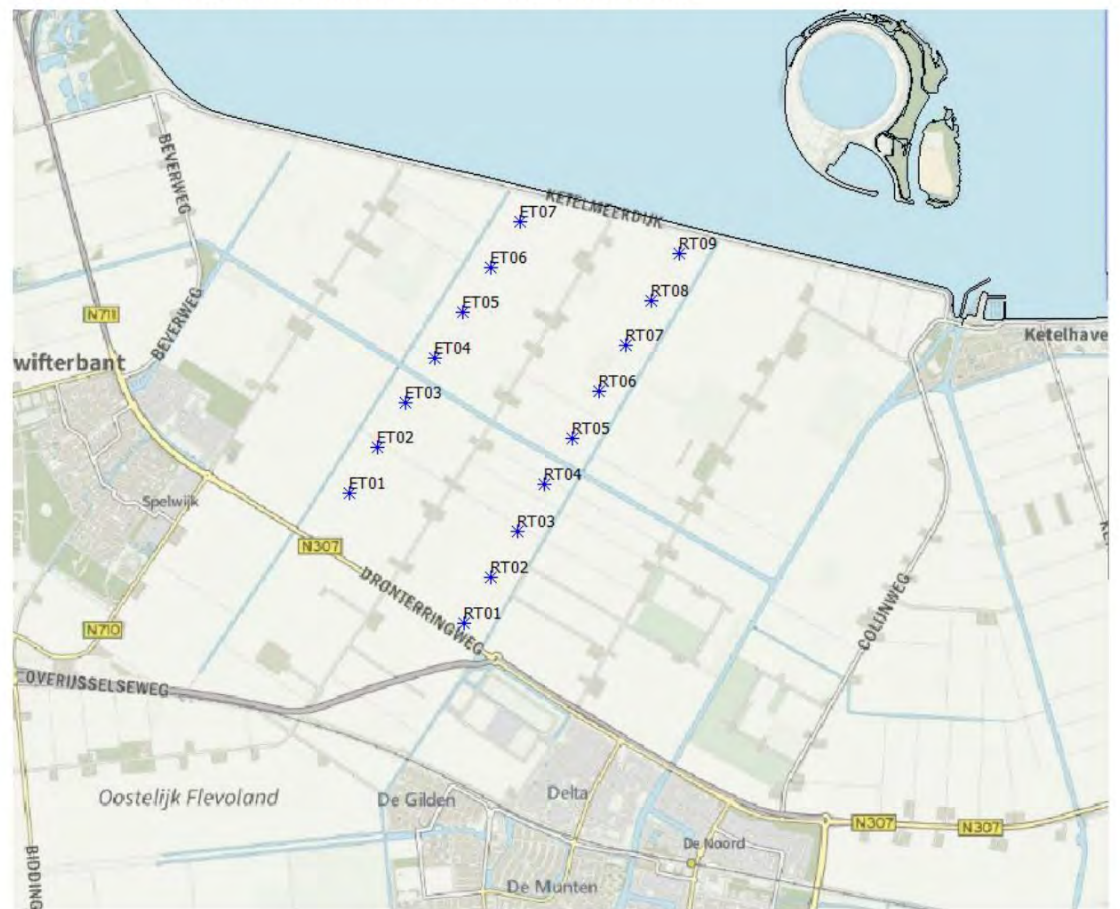 BEVERWEG
KETELMEERDIJK
ET07
RT09
ET06
RT08
BEVERWEG
N711
ET05
RT07
Ketelhave
wifterbant
ET04
RT06
ET03
RT05
ET02
RT04
ET01
Spelwijk
RT03
N307
RT02
DRONTERRINGWEG
COLIJNWEG
RT01
N710
OVERIJSSELSEWEG
Oostelijk Flevoland
De Gilden
Delta
N307
N307
De Noord
BIDDING
De Munten